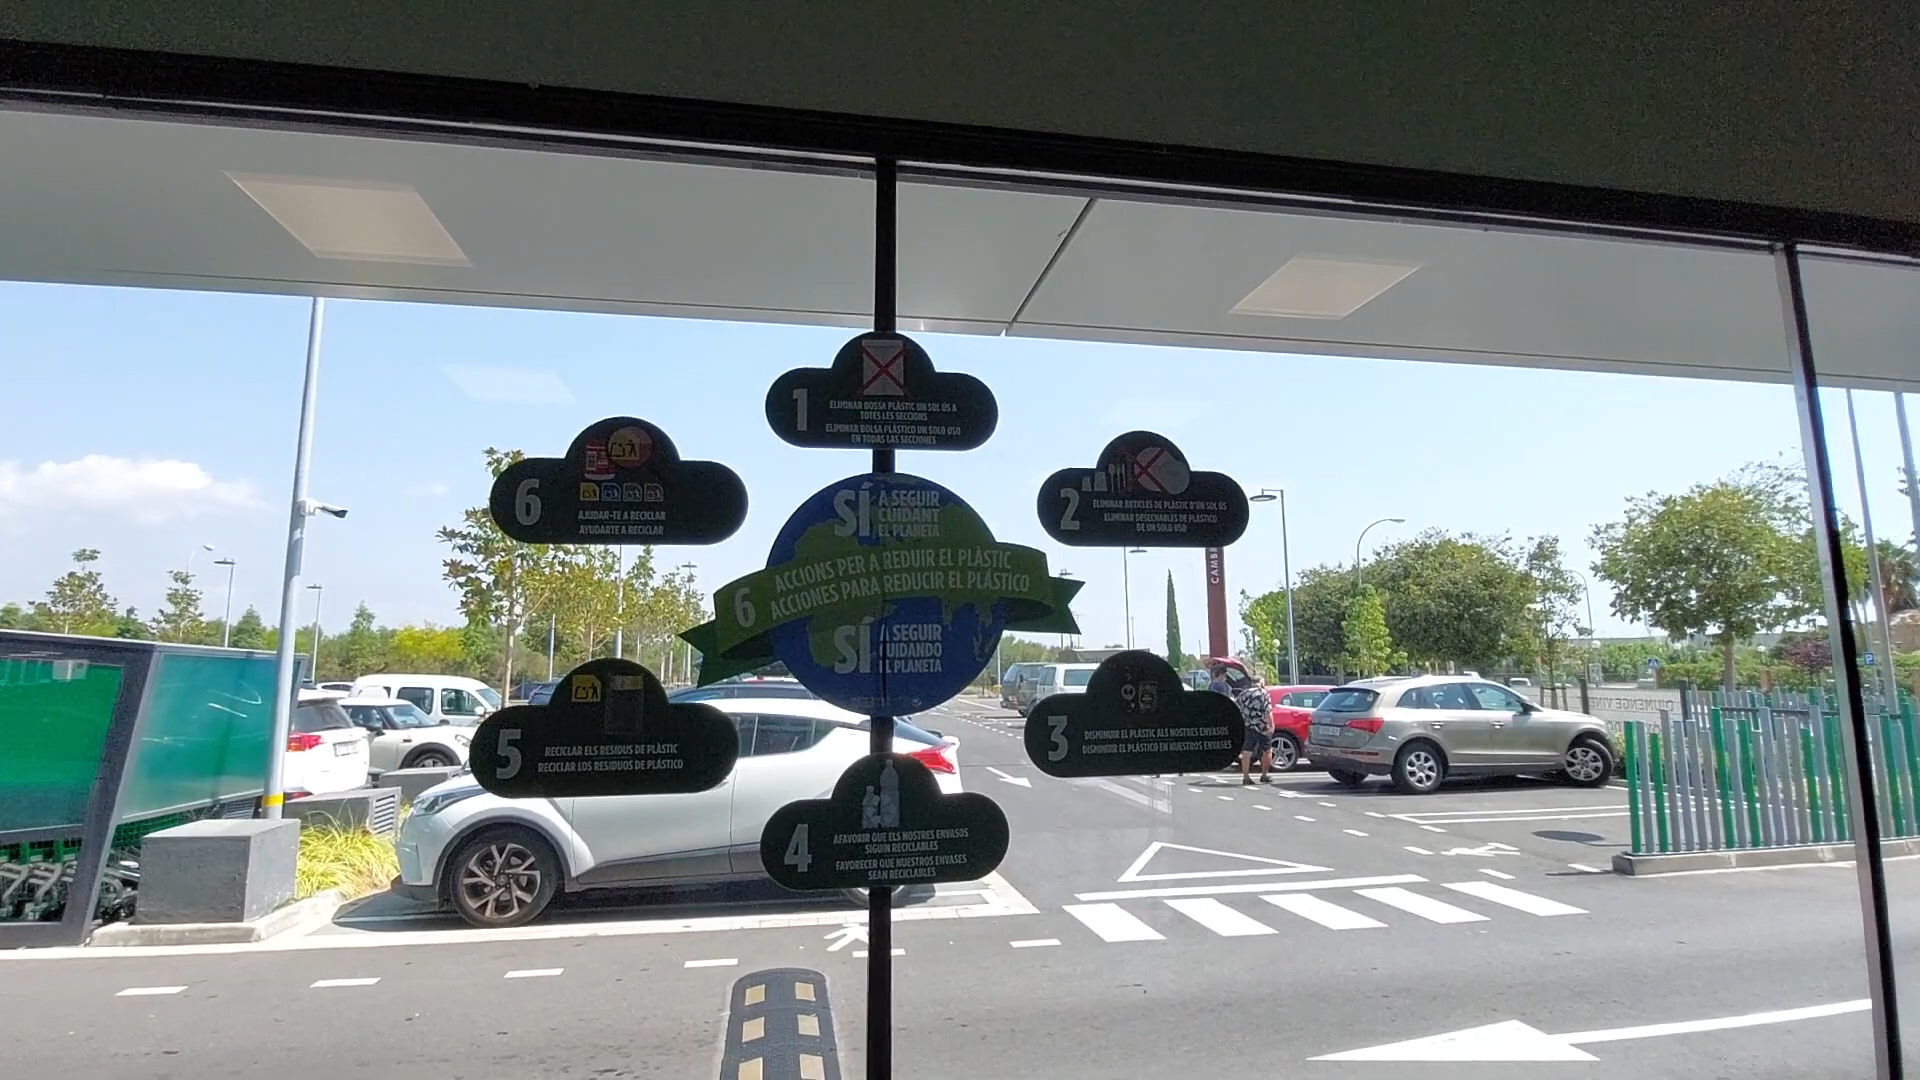 1
ELIMINAR BOSSA PLÀSTIC UN SOL ÚS A
TOTES LES SECCIONS
ELIMINAR BOLSA PLÁSTICO UN SOLO USO
EN TODAS LAS SECCIONES
2
ELIMINAR ARTICLES DE PLÀSTIC D'UN SOL ÚS
ELIMINAR DESECHABLES DE PLÁSTICO
DE UN SOLO USO
6
AJUDAR-TE A RECICLAR
AYUDARTE A RECICLAR
SÍ A SEGUIR
CUIDANT
EL PLANETA
6
ACCIONS PER A REDUIR EL PLÀSTIC
ACCIONES PARA REDUCIR EL PLÁSTICO
SÍ A SEGUIR
CUIDANDO
EL PLANETA
CAMB
3
DISMINUIR EL PLÀSTIC ALS NOSTRES ENVASOS
DISMINUIR EL PLÁSTICO EN NUESTROS ENVASES
5
RECICLAR ELS RESIDUS DE PLÀSTIC
RECICLAR LOS RESIDUOS DE PLÁSTICO
4
AFAVORIR QUE ELS NOSTRES ENVASOS
SIGUIN RECICLABLES
FAVORECER QUE NUESTROS ENVASES
SEAN RECICLABLES